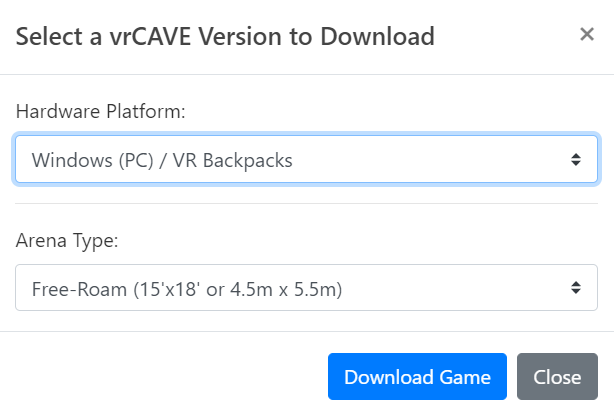 Select a vrCAVE Version to Download
×
Hardware Platform:
Windows (PC) / VR Backpacks
Arena Type:
Free-Roam (15'x18' or 4.5m x 5.5m)
Download Game
Close